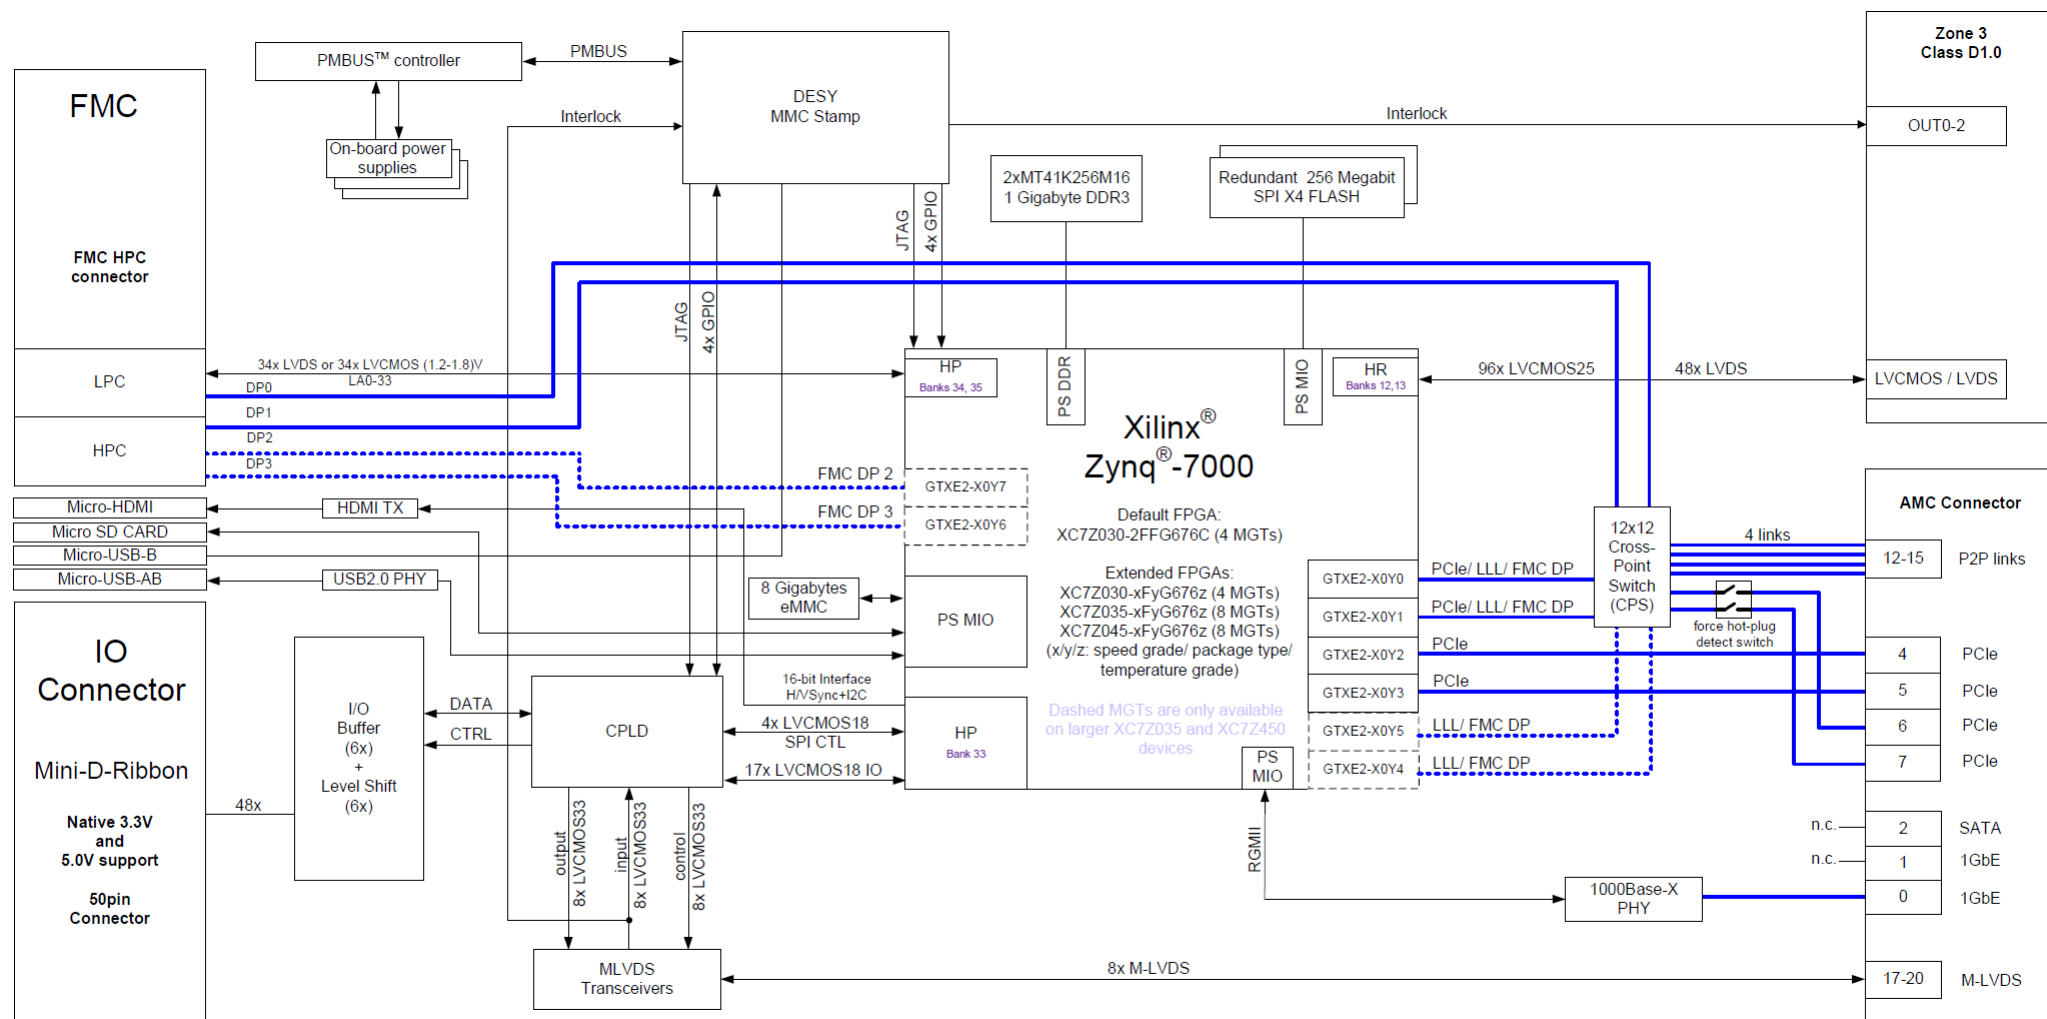 FMC
FMC HPC
connector
LPC
HPC
PMBUS™ controller
PMBUS
On-board power
supplies
Interlock
DESY
MMC Stamp
Interlock
Zone 3
Class D1.0
OUT0-2
2xMT41K256M16
1 Gigabyte DDR3
Redundant 256 Megabit
SPI X4 FLASH
JTAG
4x GPIO
JTAG
4x GPIO
34x LVDS or 34x LVCMOS (1.2-1.8)V
LA0-33
DP0
DP1
DP2
DP3
HP
Banks 34, 35
PS DDR
PS MIO
HR
Banks 12,13
96x LVCMOS25
48x LVDS
LVCMOS / LVDS
Xilinx®
Zynq®-7000
FMC DP 2
GTXE2-X0Y7
FMC DP 3
GTXE2-X0Y6
Default FPGA:
XC7Z030-2FFG676C (4 MGTs)
Extended FPGAs:
XC7Z030-xFyG676z (4 MGTs)
XC7Z035-xFyG676z (8 MGTs)
XC7Z045-xFyG676z (8 MGTs)
(x/y/z: speed grade/ package type/
temperature grade)
Dashed MGTs are only available
on larger XC7Z035 and XC7Z450
devices
Micro-HDMI
HDMI TX
Micro SD CARD
Micro-USB-B
Micro-USB-AB
USB2.0 PHY
8 Gigabytes
eMMC
PS MIO
16-bit Interface
H/VSync+I2C
HP
Bank 33
PS
MIO
GTXE2-X0Y0
GTXE2-X0Y1
GTXE2-X0Y2
GTXE2-X0Y3
GTXE2-X0Y5
GTXE2-X0Y4
PCIe/ LLL/ FMC DP
PCIe/ LLL/ FMC DP
PCIe
PCIe
LLL/ FMC DP
LLL/ FMC DP
12x12
Cross-
Point
Switch
(CPS)
4 links
force hot-plug
detect switch
AMC Connector
12-15
P2P links
4
PCIe
5
PCIe
6
PCIe
7
PCIe
n.c.
2
SATA
n.c.
1
1GbE
0
1GbE
17-20
M-LVDS
IO
Connector
Mini-D-Ribbon
Native 3.3V
and
5.0V support
50pin
Connector
48x
I/O
Buffer
(6x)
+
Level Shift
(6x)
DATA
CTRL
CPLD
4x LVCMOS18
SPI CTL
17x LVCMOS18 IO
output
8x LVCMOS33
input
8x LVCMOS33
control
8x LVCMOS33
MLVDS
Transceivers
8x M-LVDS
RGMII
1000Base-X
PHY